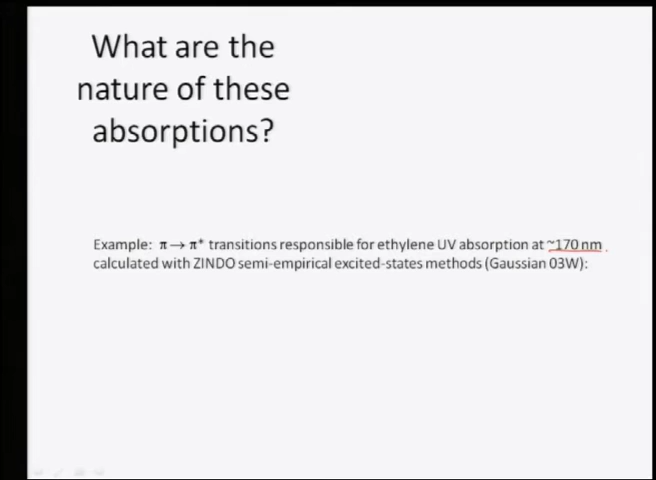 What are the
nature of these
absorptions?
Example: π → π* transitions responsible for ethylene UV absorption at ~170 nm.
calculated with ZINDO semi-empirical excited-states methods (Gaussian 03W):